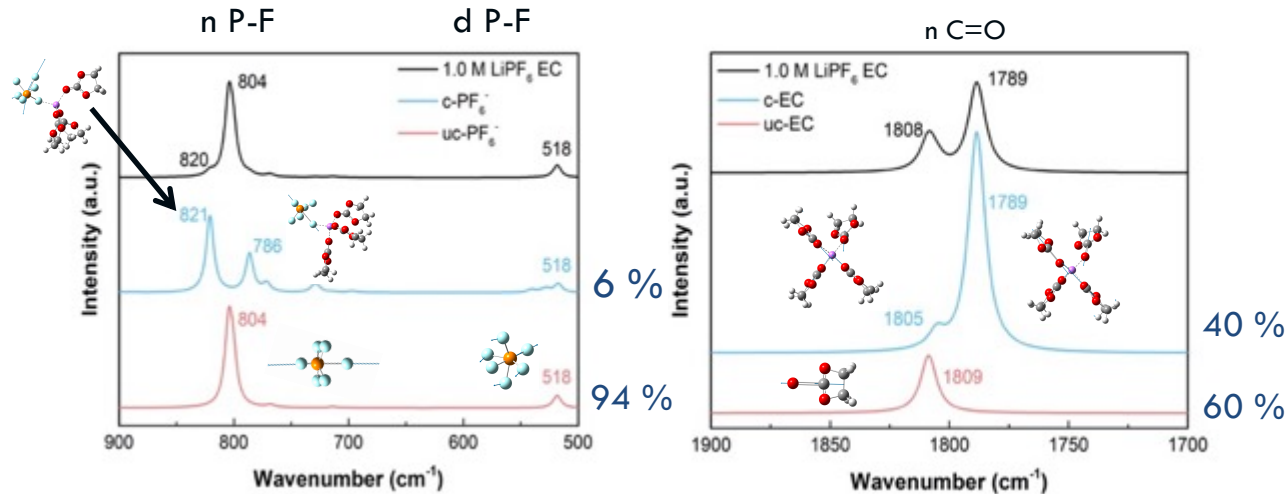 n P-F
d P-F
1.0 M LiPF₆ EC
c-PF₆⁻
uc-PF₆⁻
804
820
518
821
786
518
6 %
804
518
94 %
900
800
700
600
500
Wavenumber (cm⁻¹)
Intensity (a.u.)
n C=O
1.0 M LiPF₆ EC
c-EC
uc-EC
1789
1808
1789
1805
40 %
1809
60 %
1900
1850
1800
1750
1700
Wavenumber (cm⁻¹)
Intensity (a.u.)